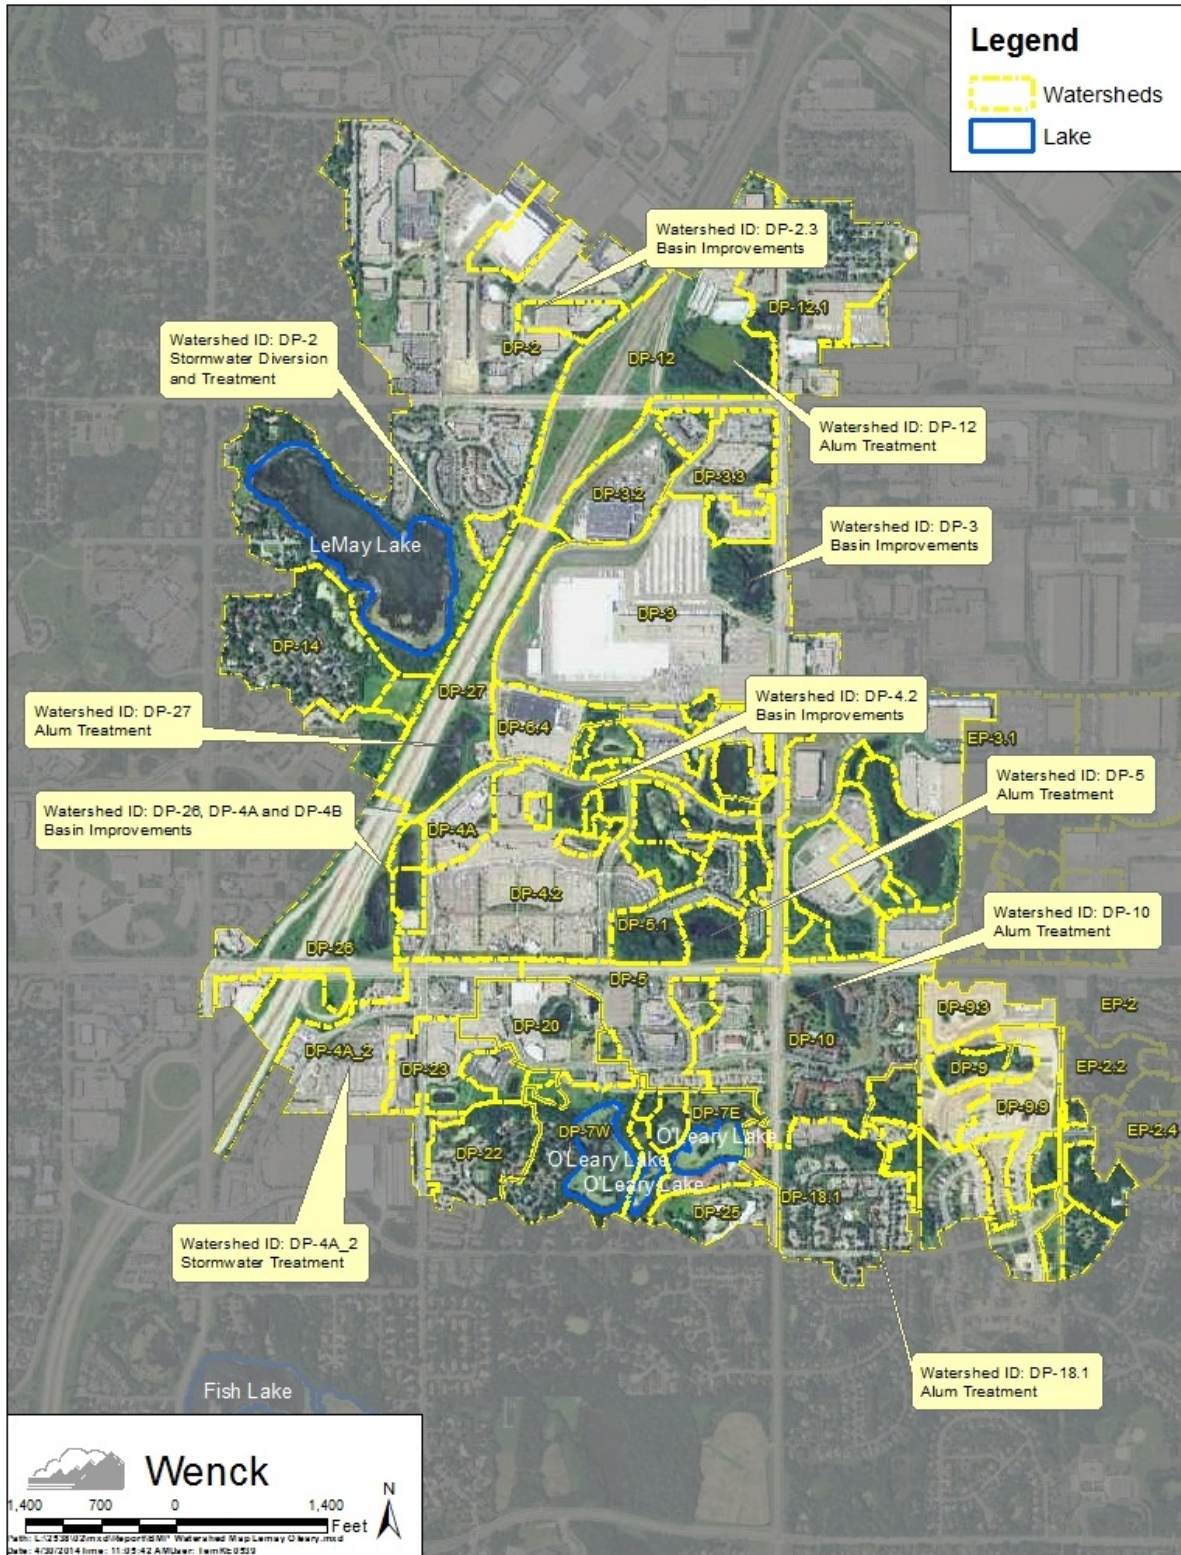 Legend
Watersheds
Lake
Watershed ID: DP-2.3
Basin Improvements
DP-12.1
Watershed ID: DP-2
Stormwater Diversion
and Treatment
DP-2
DP-12
Watershed ID: DP-12
Alum Treatment
DP-3.3
DP-3.2
Watershed ID: DP-3
Basin Improvements
LeMay Lake
DP-3
DP-14
DP-27
Watershed ID: DP-4.2
Basin Improvements
Watershed ID: DP-27
Alum Treatment
EP-3.1
Watershed ID: DP-5
Alum Treatment
Watershed ID: DP-26, DP-4A and DP-4B
Basin Improvements
DP-4A
DP-4.2
DP-5.1
Watershed ID: DP-10
Alum Treatment
DP-26
DP-5
DP-9.3
EP-2
DP-20
DP-10
DP-4A_2
DP-23
DP-9
EP-2.2
DP-9.9
DP-7E
DP-7W
O'Leary Lake
EP-2.4
DP-22
O'Leary Lake
O'Leary Lake
DP-18.1
DP-25
Watershed ID: DP-4A_2
Stormwater Treatment
Watershed ID: DP-18.1
Alum Treatment
Fish Lake
Wenck
N
1,400 700 0 1,400
Feet